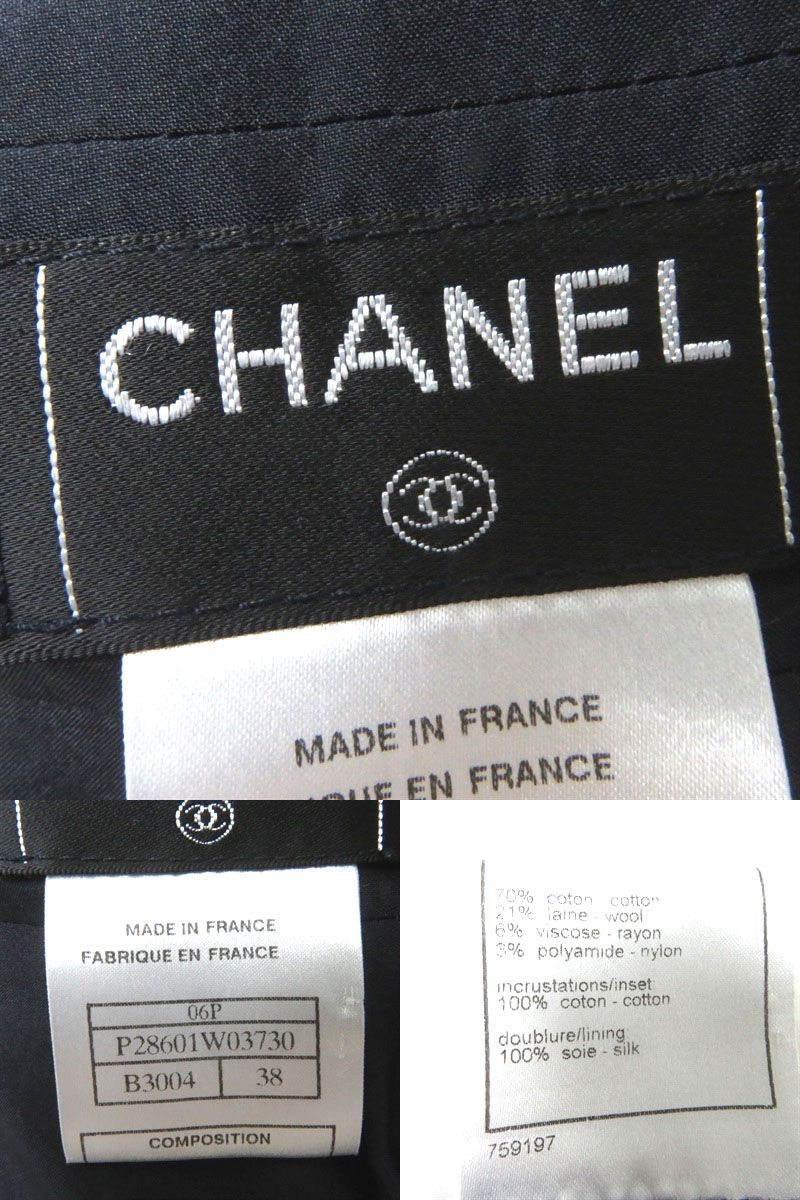 CHANEL
MADE IN FRANCE
EN FRANCE
MADE IN FRANCE
FABRIQUE EN FRANCE
06P
P28601W03730
B3004 38
COMPOSITION
70% coton - cotton
21% laine - wool
6% viscose - rayon
3% polyamide - nylon
incrustations/inset
100% coton - cotton
doublure/lining
100% soie - silk
759197